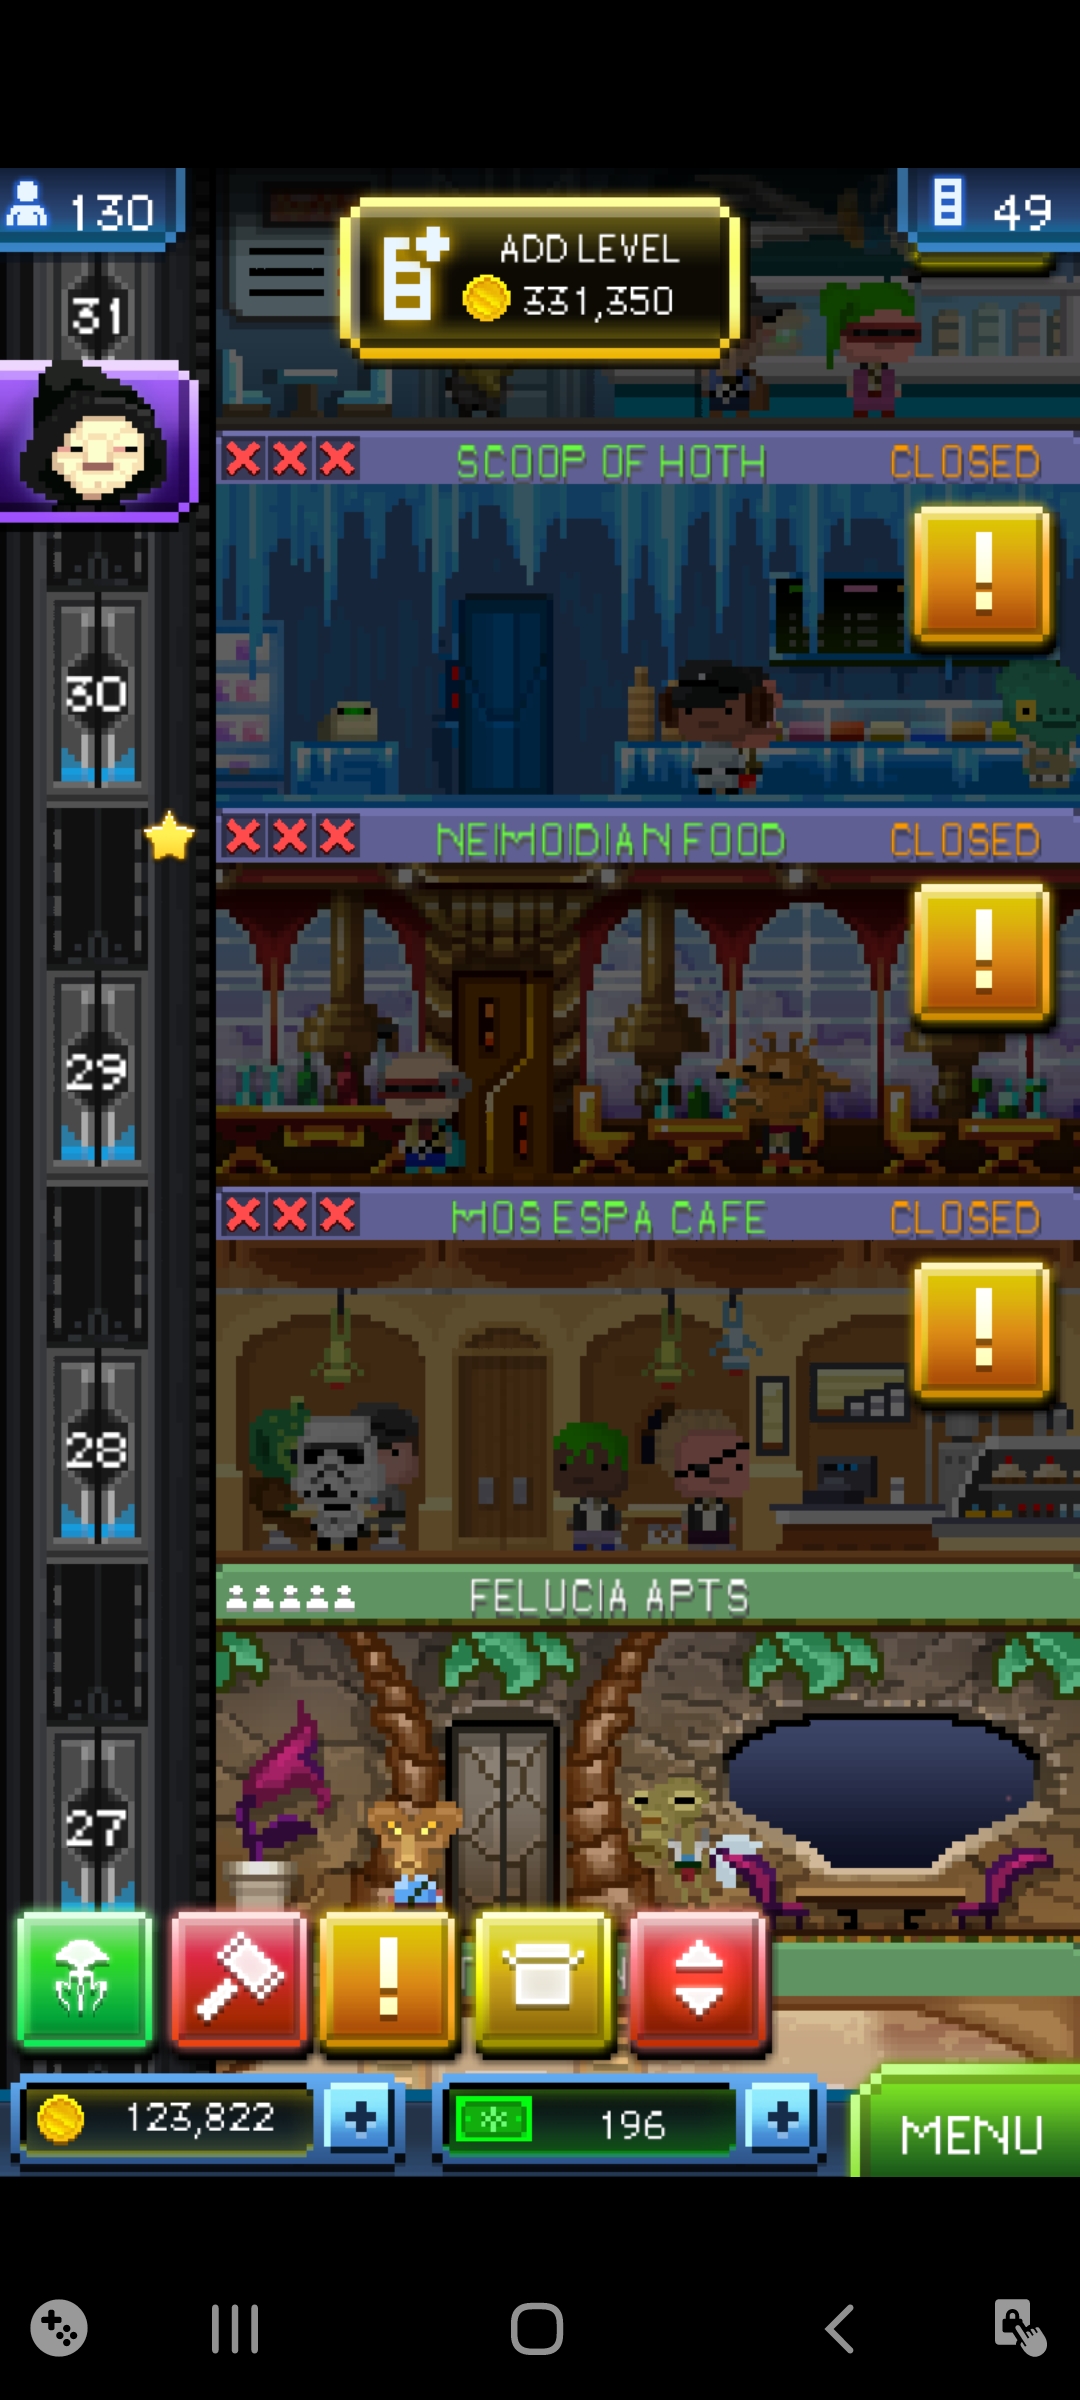 130
49
ADD LEVEL
331,350
31
SCOOP OF HOTH
CLOSED
!
30
NEIMOIDIAN FOOD
CLOSED
!
29
MOS ESPA CAFE
CLOSED
!
28
FELUCIA APTS
27
!
123,822
+
196
+
MENU